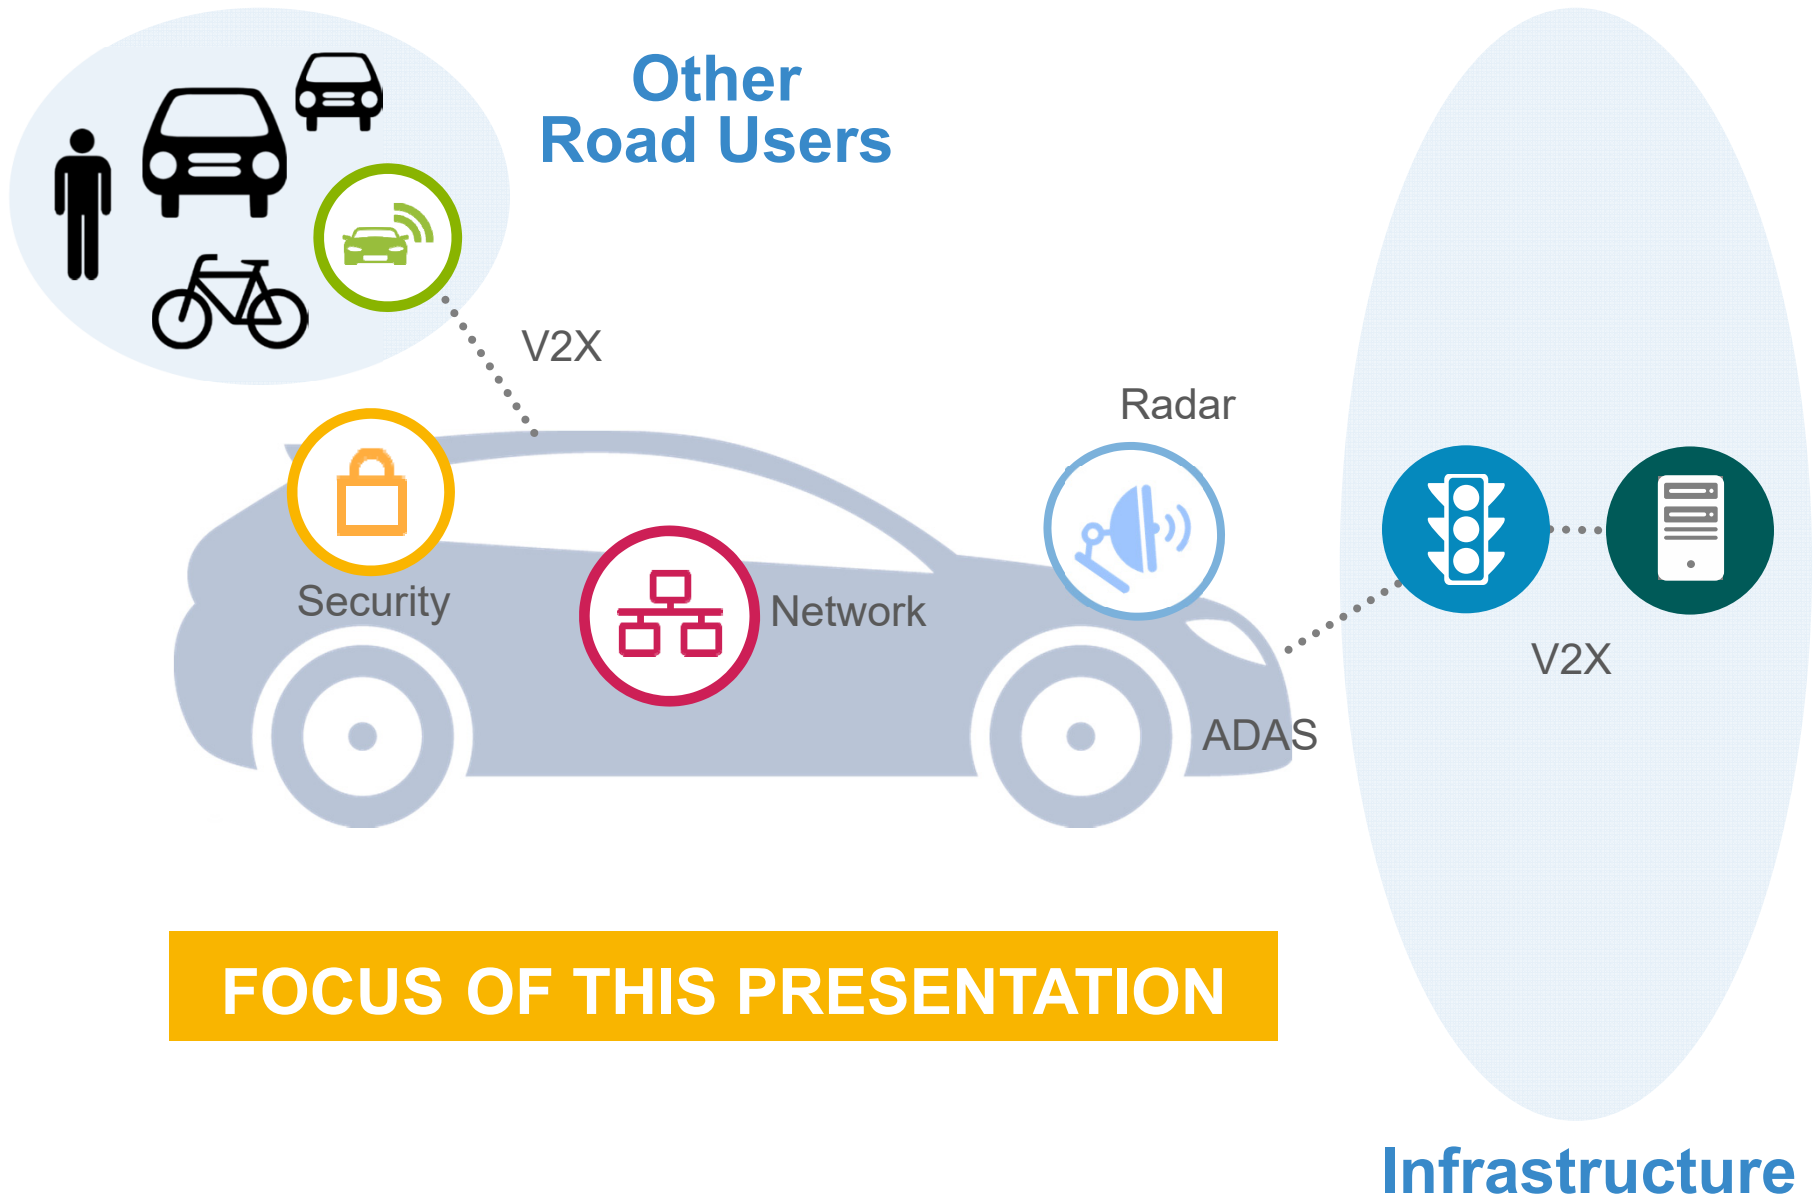 Other
Road Users
V2X
Radar
Security
Network
V2X
ADAS
FOCUS OF THIS PRESENTATION
Infrastructure